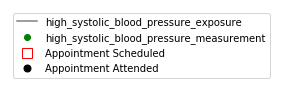 high_systolic_blood_pressure_exposure
high_systolic_blood_pressure_measurement
Appointment Scheduled
Appointment Attended